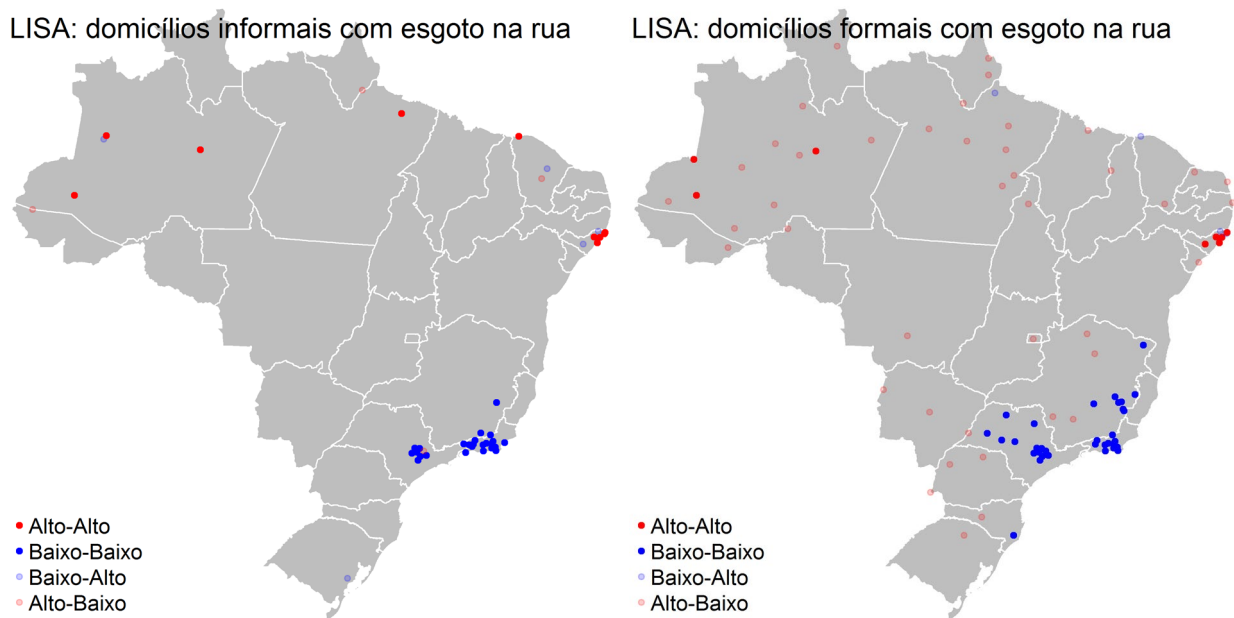 LISA: domicílios informais com esgoto na rua
Alto-Alto
Baixo-Baixo
Baixo-Alto
Alto-Baixo
LISA: domicílios formais com esgoto na rua
Alto-Alto
Baixo-Baixo
Baixo-Alto
Alto-Baixo